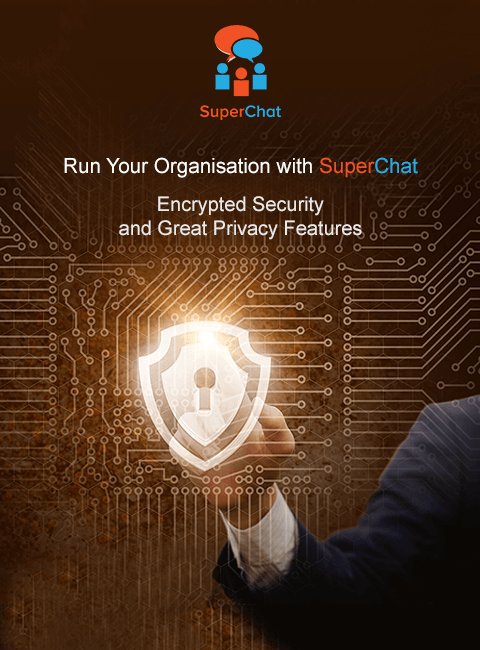 SuperChat
Run Your Organisation with SuperChat
Encrypted Security
and Great Privacy Features